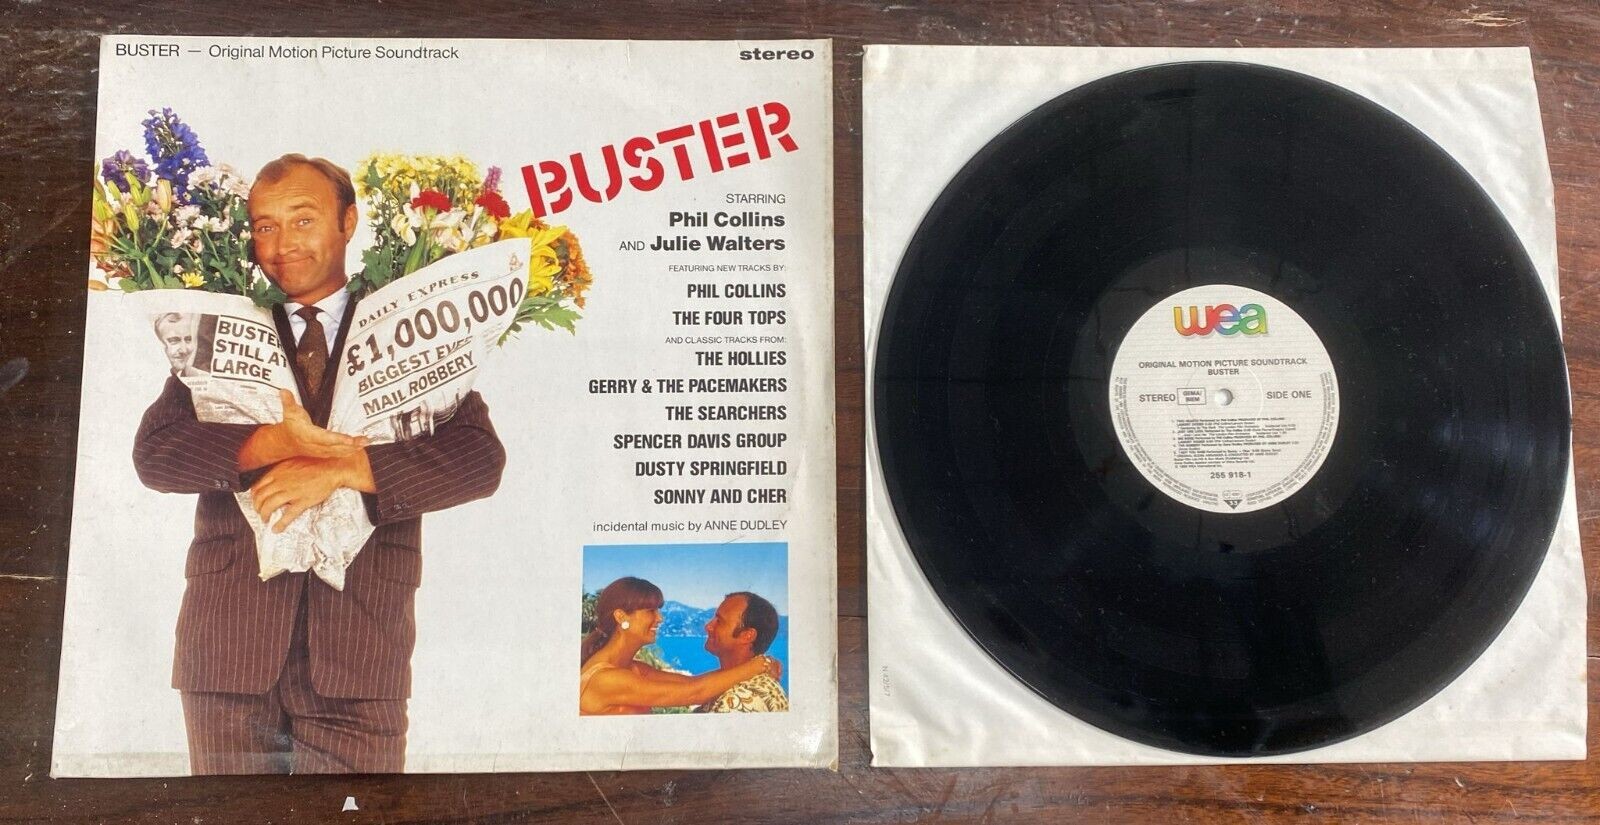 BUSTER — Original Motion Picture Soundtrack
stereo
BUSTER
STARRING
Phil Collins
AND Julie Walters
FEATURING NEW TRACKS BY:
PHIL COLLINS
THE FOUR TOPS
AND CLASSIC TRACKS FROM:
THE HOLLIES
GERRY & THE PACEMAKERS
THE SEARCHERS
SPENCER DAVIS GROUP
DUSTY SPRINGFIELD
SONNY AND CHER
incidental music by ANNE DUDLEY
BUSTER
STILL AT
LARGE
DAILY EXPRESS
£1,000,000
BIGGEST EVER
MAIL ROBBERY
wea
ORIGINAL MOTION PICTURE SOUNDTRACK
BUSTER
STEREO
GEMA/
BIEM
SIDE ONE
255 918-1
33